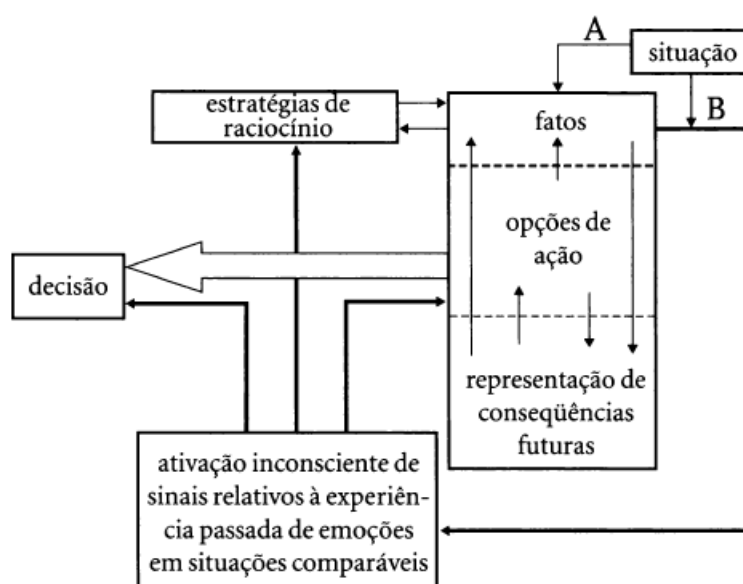 A
situação
B
estratégias de
raciocínio
fatos
opções de
ação
decisão
representação de
conseqüências
futuras
ativação inconsciente de
sinais relativos à experiên-
cia passada de emoções
em situações comparáveis